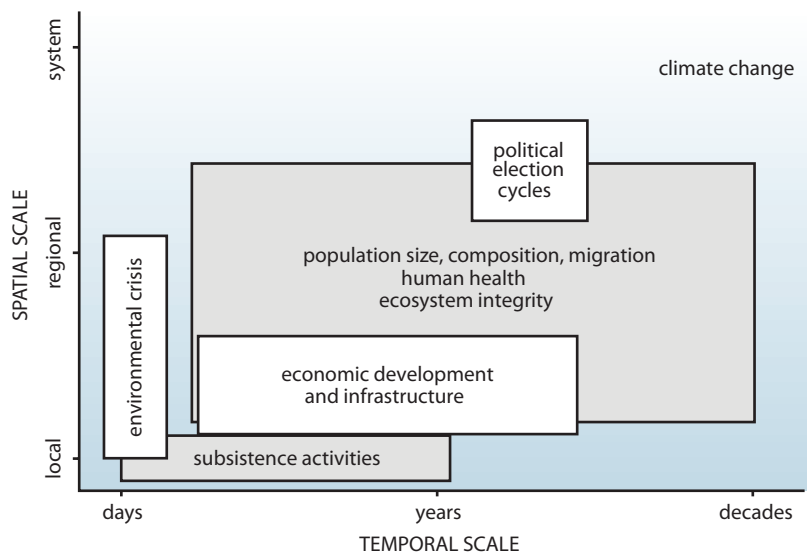 SPATIAL SCALE
system
regional
local
climate change
political
election
cycles
population size, composition, migration
human health
ecosystem integrity
environmental crisis
economic development
and infrastructure
subsistence activities
days
years
decades
TEMPORAL SCALE